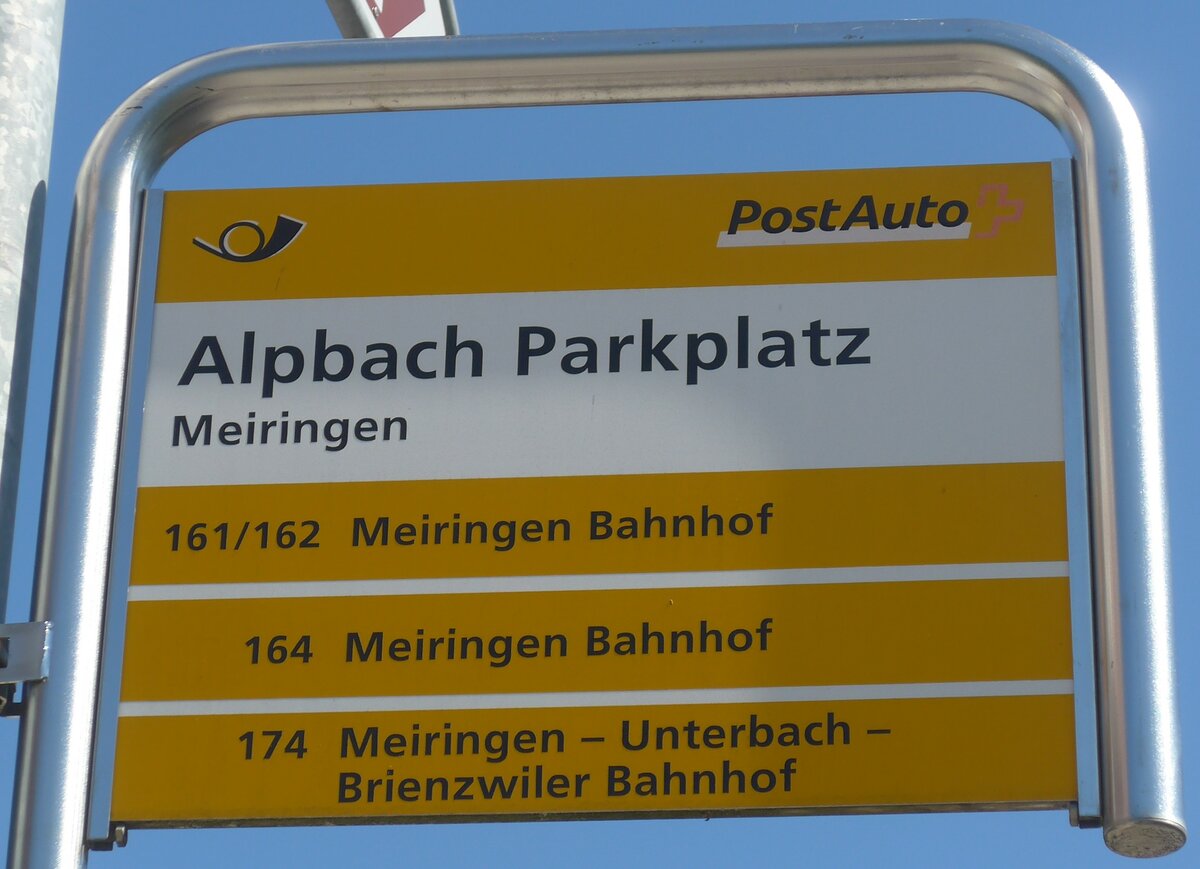 PostAuto
Alpbach Parkplatz
Meiringen
161/162 Meiringen Bahnhof
164 Meiringen Bahnhof
174 Meiringen – Unterbach –
Brienzwiler Bahnhof